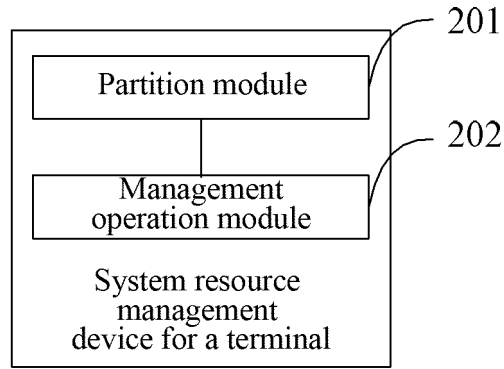 201
Partition module
202
Management
operation module
System resource
management
device for a terminal